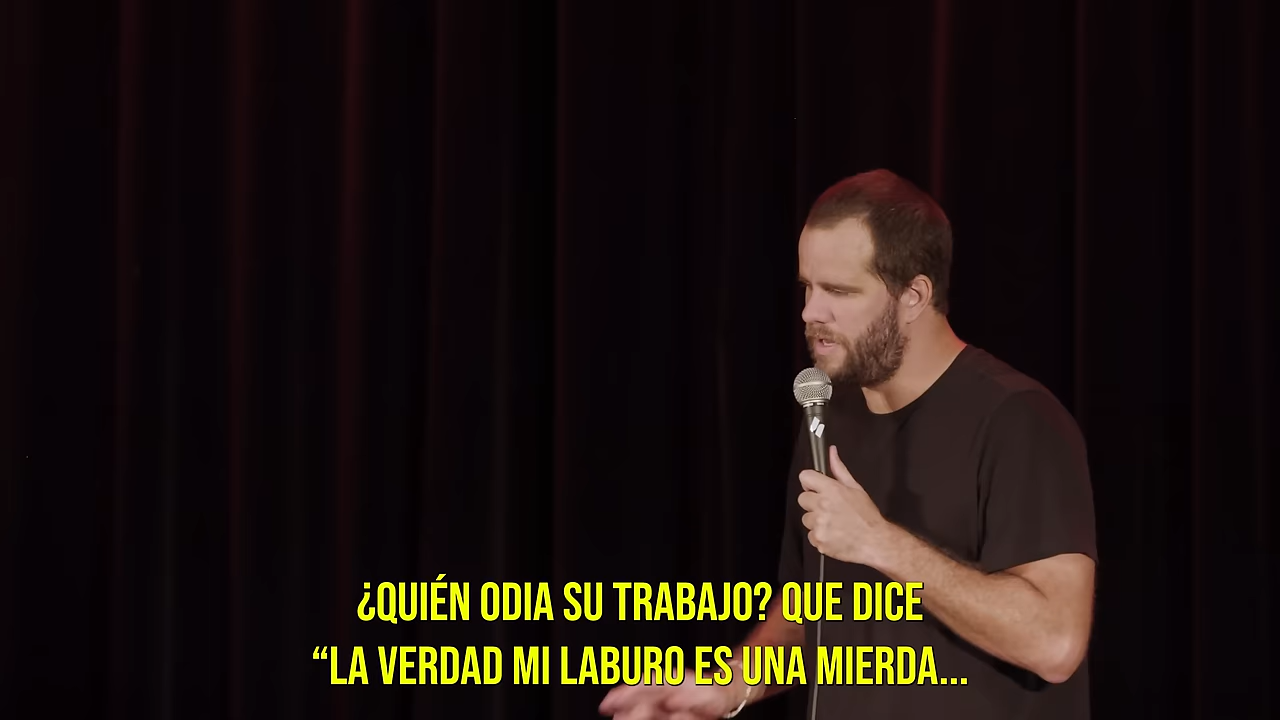 ¿QUIÉN ODIA SU TRABAJO? QUE DICE
“LA VERDAD MI LABURO ES UNA MIERDA...